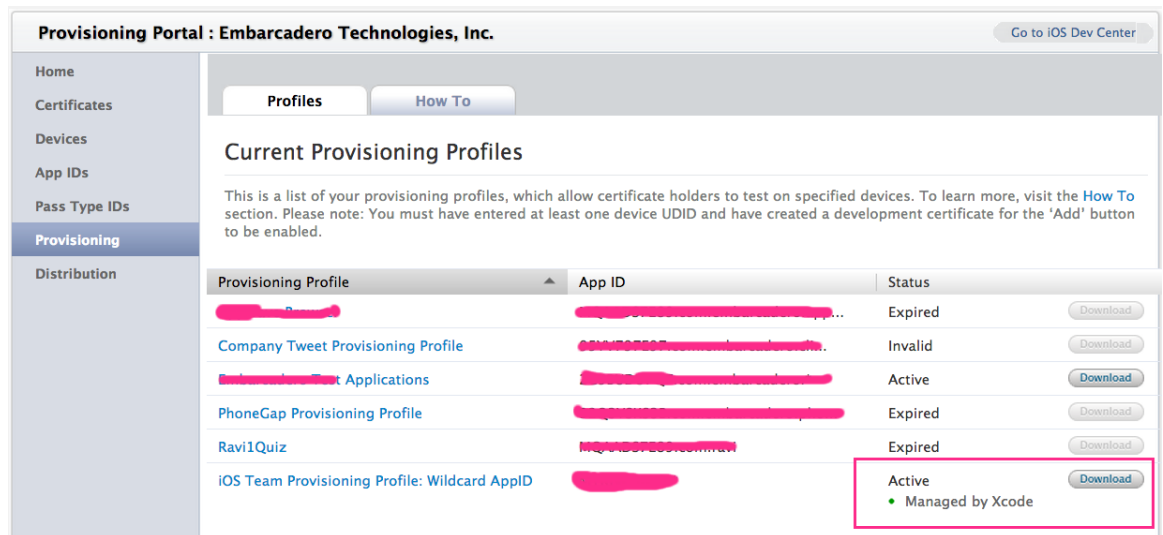 Provisioning Portal : Embarcadero Technologies, Inc.
Go to iOS Dev Center
Home
Certificates
Devices
App IDs
Pass Type IDs
Provisioning
Distribution
Profiles
How To
Current Provisioning Profiles
This is a list of your provisioning profiles, which allow certificate holders to test on specified devices. To learn more, visit the How To
section. Please note: You must have entered at least one device UDID and have created a development certificate for the ‘Add’ button
to be enabled.
Provisioning Profile App ID Status
Expired Download
Company Tweet Provisioning Profile Invalid Download
Applications Active Download
PhoneGap Provisioning Profile Expired Download
Ravi1Quiz Expired Download
iOS Team Provisioning Profile: Wildcard AppID Active Download
Managed by Xcode